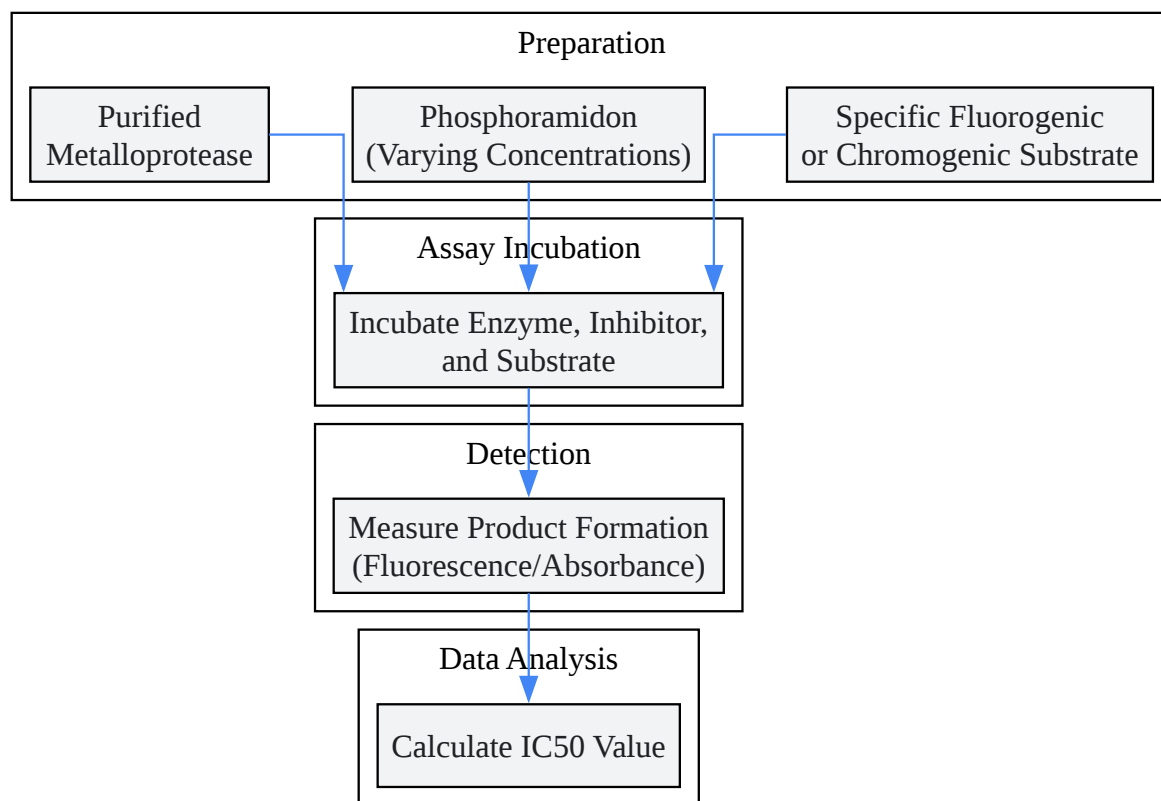 Preparation
Purified
Metalloprotease
Phosphoramidon
(Varying Concentrations)
Specific Fluorogenic
or Chromogenic Substrate
Assay Incubation
Incubate Enzyme, Inhibitor,
and Substrate
Detection
Measure Product Formation
(Fluorescence/Absorbance)
Data Analysis
Calculate IC50 Value